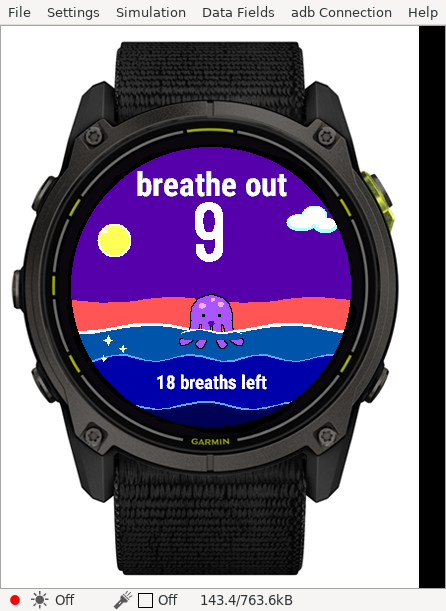 File Settings Simulation Data Fields adb Connection Help
breathe out
9
18 breaths left
GARMIN
Off Off 143.4/763.6kB